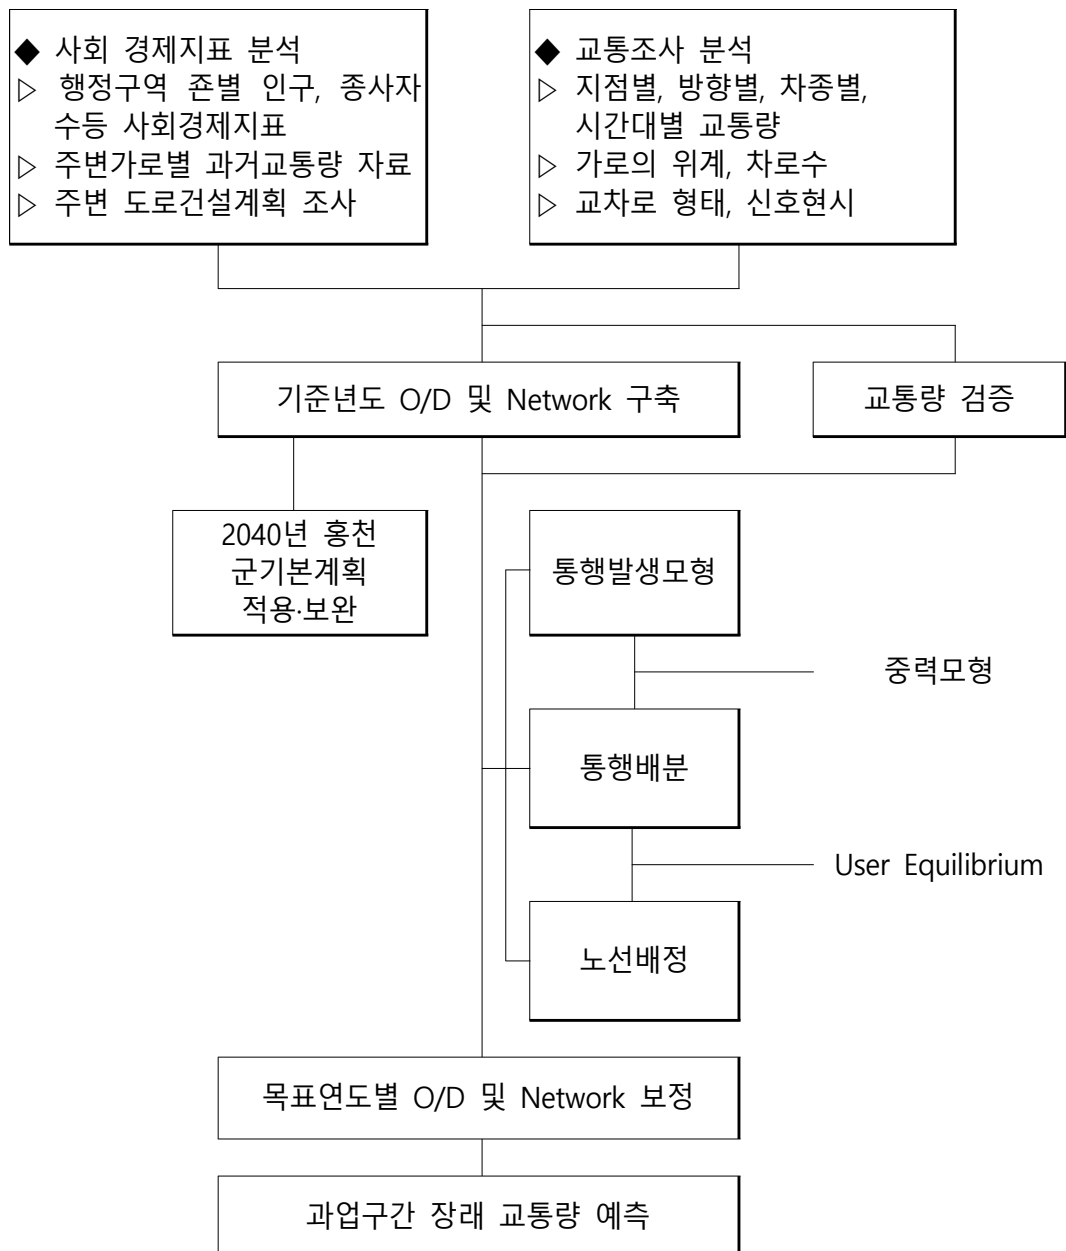 ◆ 사회 경제지표 분석
▷ 행정구역 죤별 인구, 종사자
수등 사회경제지표
▷ 주변가로별 과거교통량 자료
▷ 주변 도로건설계획 조사
◆ 교통조사 분석
▷ 지점별, 방향별, 차종별,
시간대별 교통량
▷ 가로의 위계, 차로수
▷ 교차로 형태, 신호현시
기준년도 O/D 및 Network 구축
교통량 검증
2040년 홍천
군기본계획
적용·보완
통행발생모형
중력모형
통행배분
User Equilibrium
노선배정
목표연도별 O/D 및 Network 보정
과업구간 장래 교통량 예측